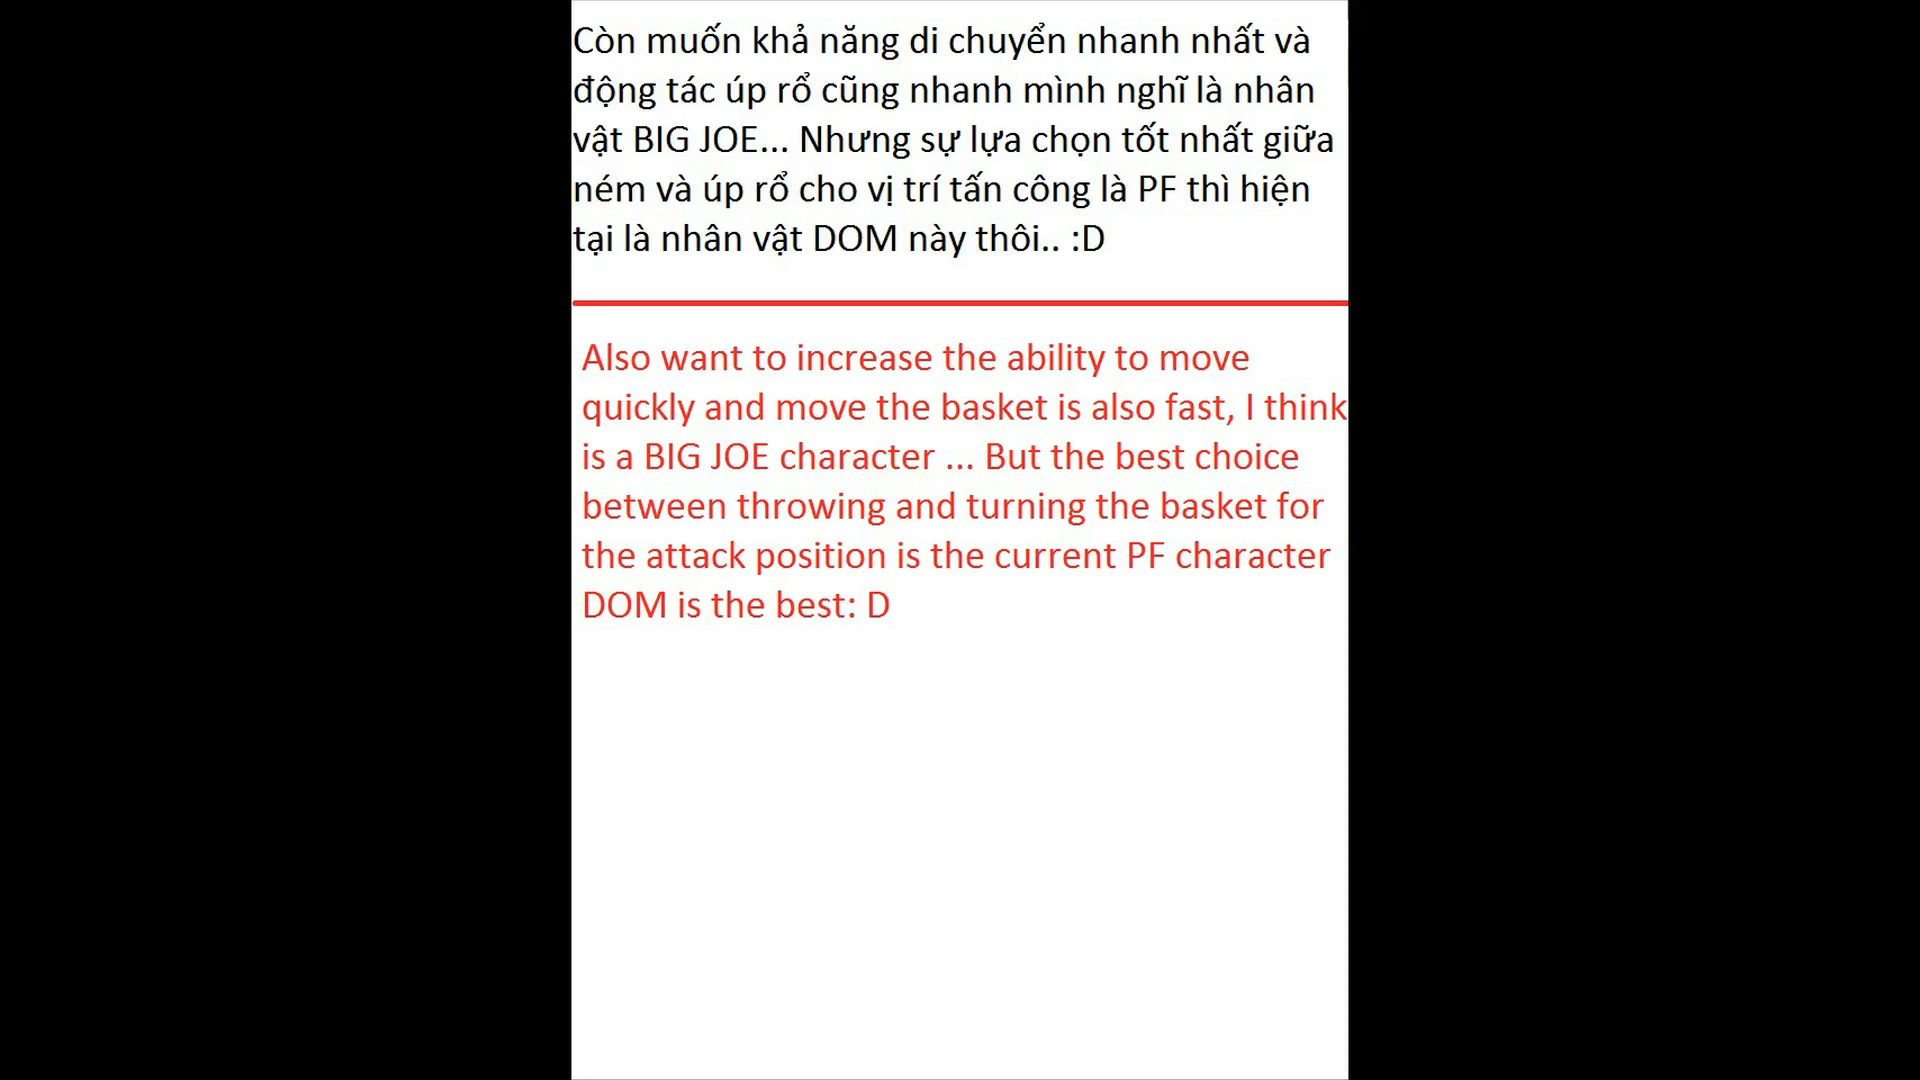 Còn muốn khả năng di chuyển nhanh nhất và
động tác úp rổ cũng nhanh mình nghĩ là nhân
vật BIG JOE... Nhưng sự lựa chọn tốt nhất giữa
ném và úp rổ cho vị trí tấn công là PF thì hiện
tại là nhân vật DOM này thôi.. :D
Also want to increase the ability to move
quickly and move the basket is also fast, I think
is a BIG JOE character ... But the best choice
between throwing and turning the basket for
the attack position is the current PF character
DOM is the best: D